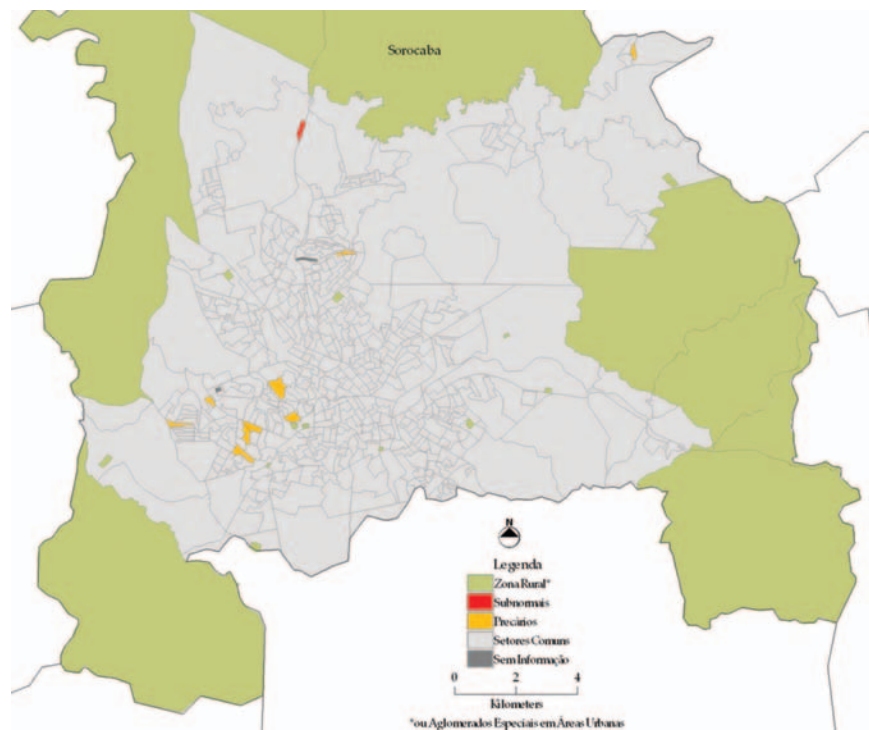 Sorocaba
N
Legenda
Zona Rural*
Subnormais
Precários
Setores Comuns
Sem Informação
0 2 4
Kilometers
*ou Aglomerados Especiais em Áreas Urbanas